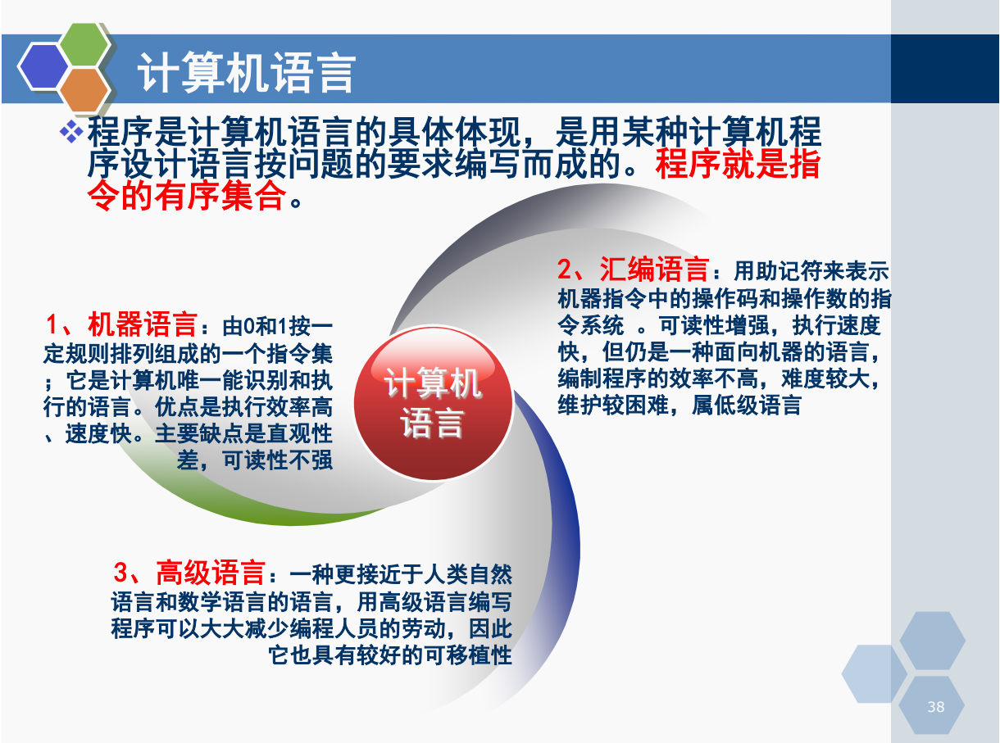 计算机语言
程序是计算机语言的具体体现，是用某种计算机程
序设计语言按问题的要求编写而成的。程序就是指
令的有序集合。
1、机器语言：由0和1按一
定规则排列组成的一个指令集
；它是计算机唯一能识别和执
行的语言。优点是执行效率高
、速度快。主要缺点是直观性
差，可读性不强
2、汇编语言：用助记符来表示
机器指令中的操作码和操作数的指
令系统 。可读性增强，执行速度
快，但仍是一种面向机器的语言，
编制程序的效率不高，难度较大，
维护较困难，属低级语言
计算机
语言
3、高级语言：一种更接近于人类自然
语言和数学语言的语言，用高级语言编写
程序可以大大减少编程人员的劳动，因此
它也具有较好的可移植性
38